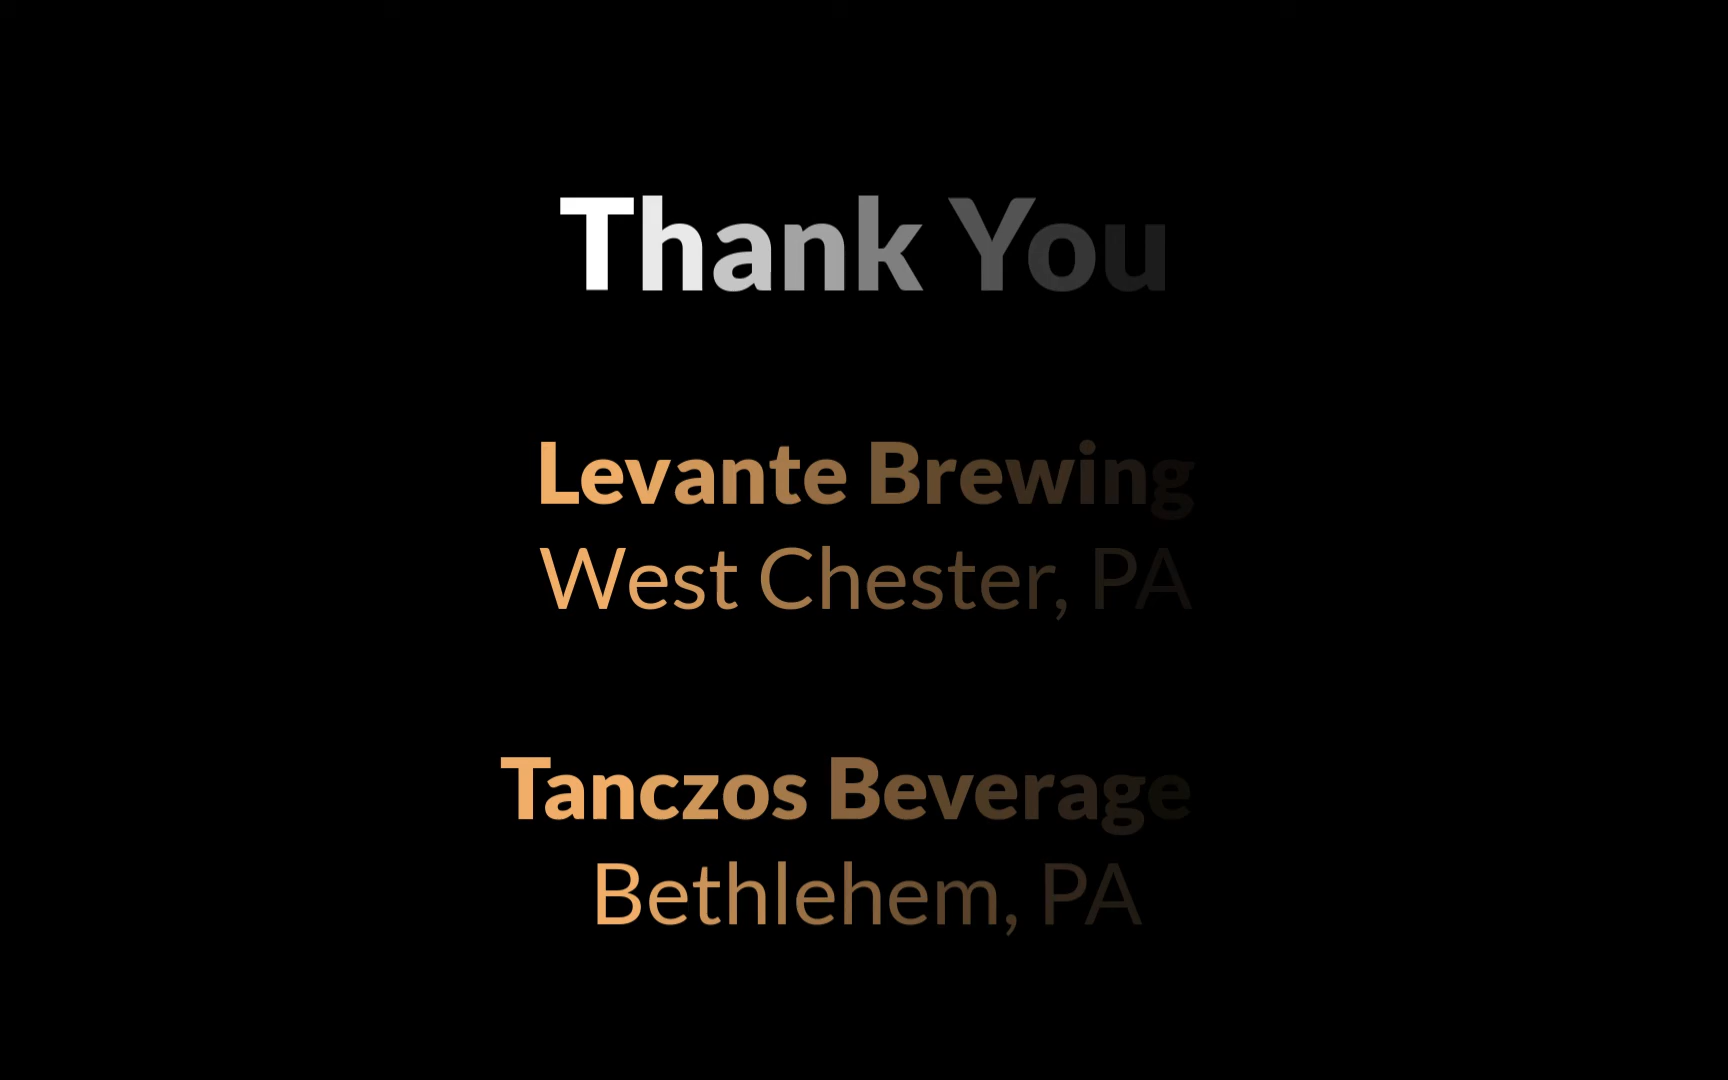 Thank You
Levante Brewing
West Chester, PA
Tanczos Beverage
Bethlehem, PA